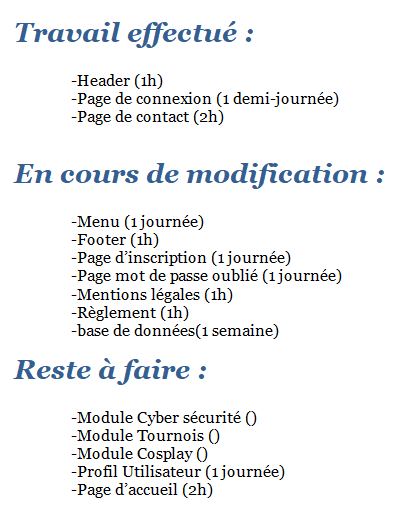 Travail effectué :
-Header (1h)
-Page de connexion (1 demi-journée)
-Page de contact (2h)
En cours de modification :
-Menu (1 journée)
-Footer (1h)
-Page d’inscription (1 journée)
-Page mot de passe oublié (1 journée)
-Mentions légales (1h)
-Règlement (1h)
-base de données(1 semaine)
Reste à faire :
-Module Cyber sécurité ()
-Module Tournois ()
-Module Cosplay ()
-Profil Utilisateur (1 journée)
-Page d’accueil (2h)